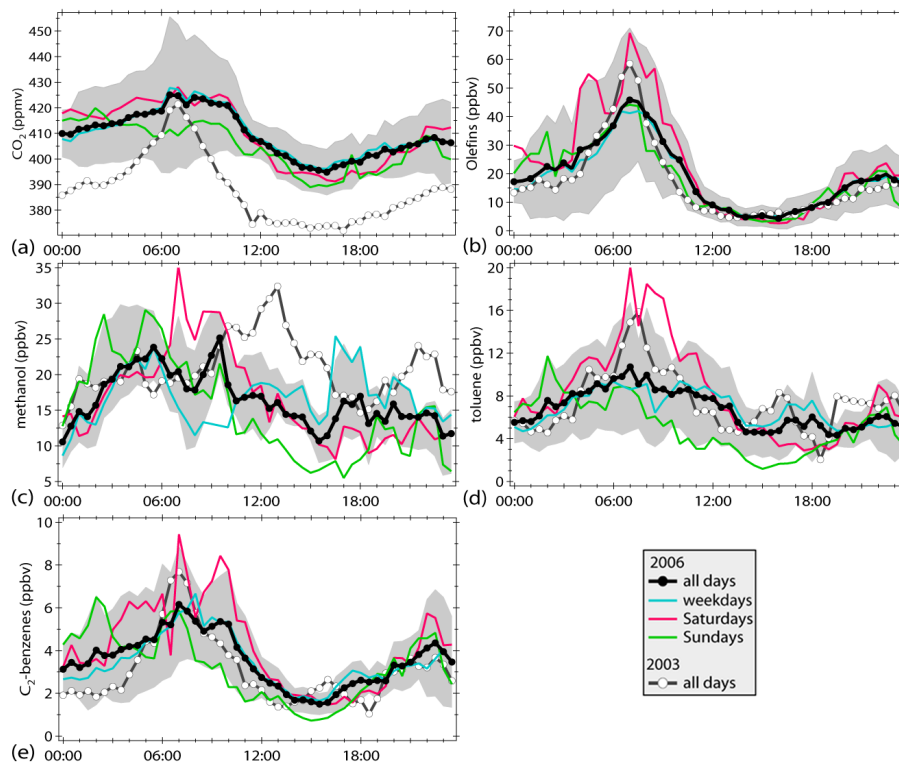 450
440
430
420
410
400
390
380
CO₂ (ppmv)
(a)
00:00 06:00 12:00 18:00
70
60
50
40
30
20
10
0
Olefins (ppbv)
(b)
00:00 06:00 12:00 18:00
35
30
25
20
15
10
5
methanol (ppbv)
(c)
00:00 06:00 12:00 18:00
20
16
12
8
4
0
toluene (ppbv)
(d)
00:00 06:00 12:00 18:00
10
8
6
4
2
0
C₂-benzenes (ppbv)
(e)
00:00 06:00 12:00 18:00
2006
all days
weekdays
Saturdays
Sundays
2003
all days